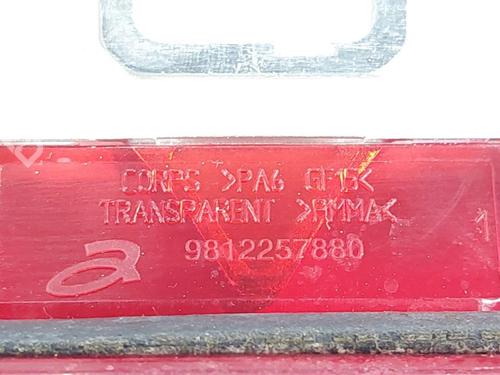 CORPS >PA6 GF15<
TRANSPARENT >PMMA<
9812257880
1